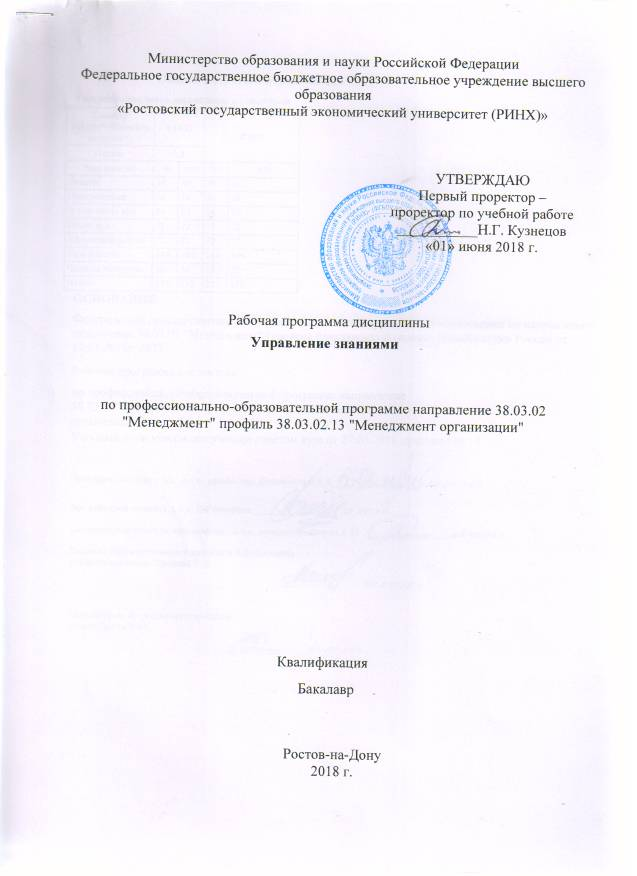 Министерство образования и науки Российской Федерации
Федеральное государственное бюджетное образовательное учреждение высшего
образования
«Ростовский государственный экономический университет (РИНХ)»
УТВЕРЖДАЮ
Первый проректор –
проректор по учебной работе
Н.Г. Кузнецов
«01» июня 2018 г.
Рабочая программа дисциплины
Управление знаниями
по профессионально-образовательной программе направление 38.03.02
"Менеджмент" профиль 38.03.02.13 "Менеджмент организации"
Квалификация
Бакалавр
Ростов-на-Дону
2018 г.